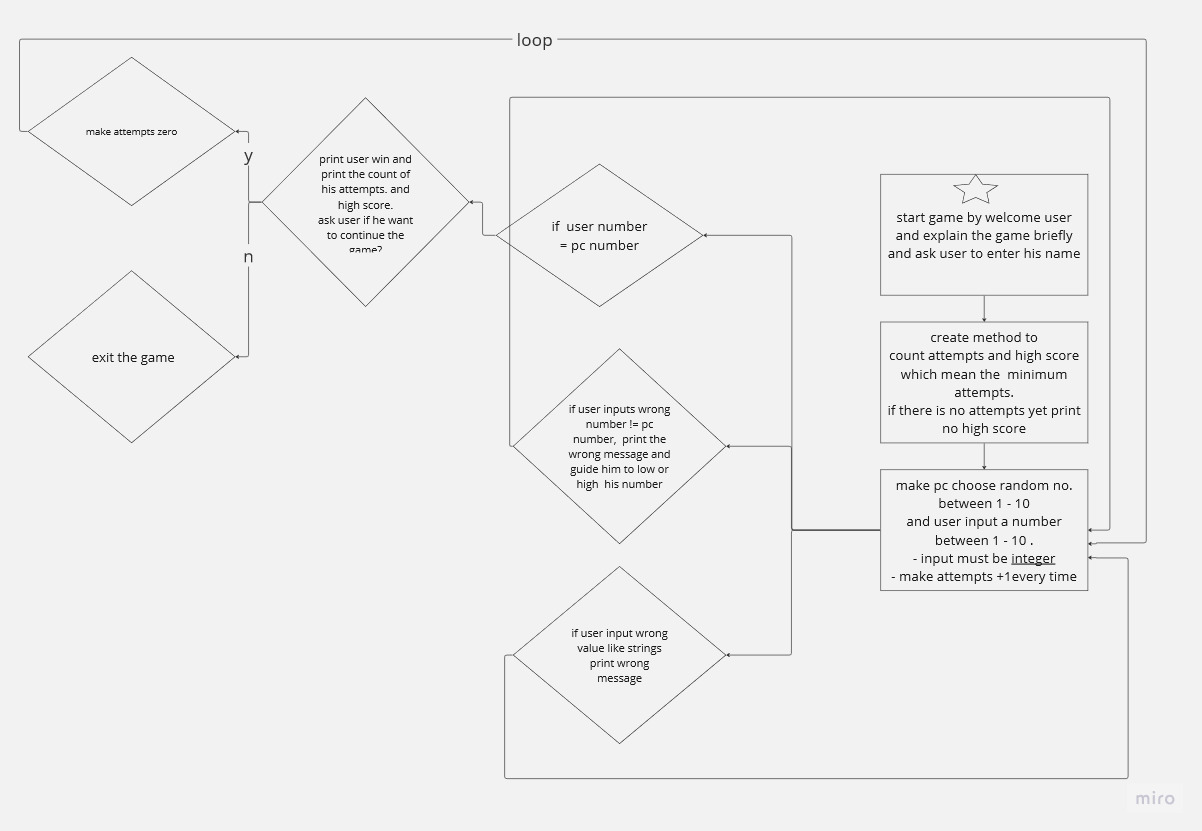 loop
make attempts zero
y
n
exit the game
print user win and
print the count of
his attempts. and
high score.
ask user if he want
to continue the
game?
if  user number
= pc number
if user inputs wrong
number != pc
number,  print the
wrong message and
guide him to low or
high  his number
if user input wrong
value like strings
print wrong
message
start game by welcome user
and explain the game briefly
and ask user to enter his name
create method to
count attempts and high score
which mean the  minimum
attempts.
if there is no attempts yet print
no high score
make pc choose random no.
between 1 - 10
and user input a number
between 1 - 10 .
- input must be integer
- make attempts +1every time
miro